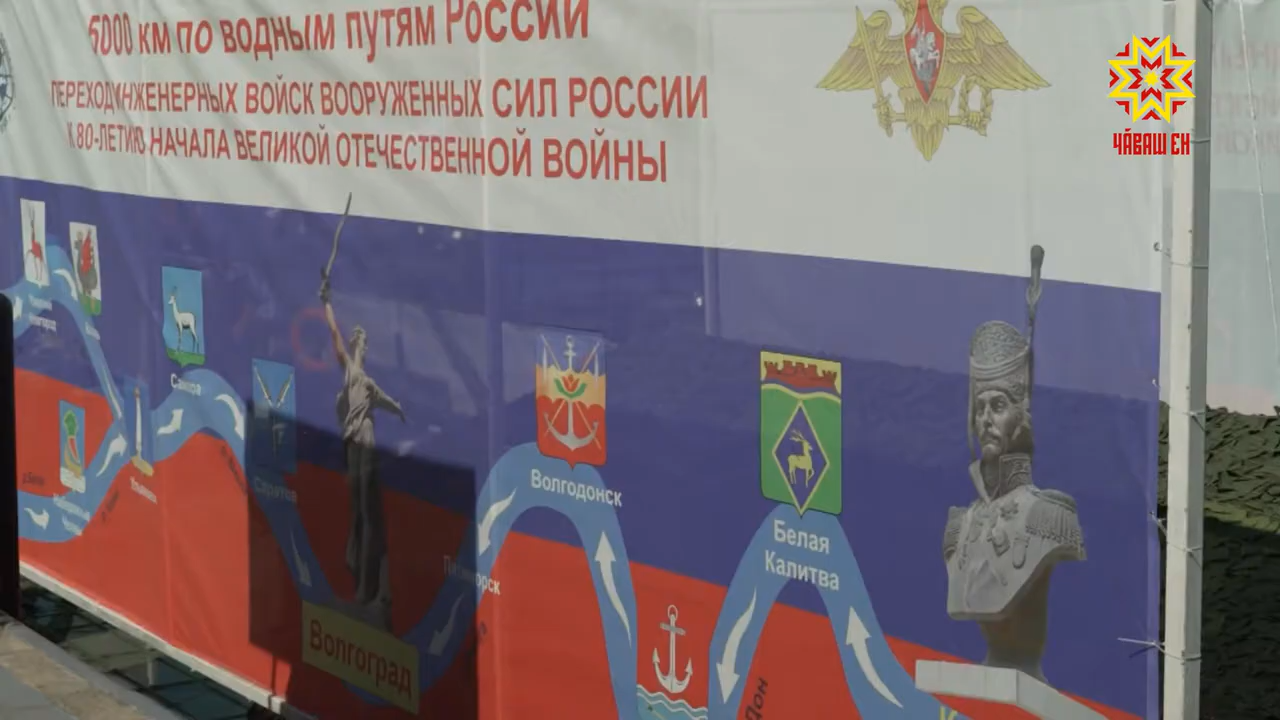 6000 км по водным путям России
ПЕРЕХОД ИНЖЕНЕРНЫХ ВОЙСК ВООРУЖЕННЫХ СИЛ РОССИИ
К 80-ЛЕТИЮ НАЧАЛА ВЕЛИКОЙ ОТЕЧЕСТВЕННОЙ ВОЙНЫ
ЧӐВАШ ЕН
Самара
Саратов
Волгодонск
Белая
Калитва
Волгоград
Дон